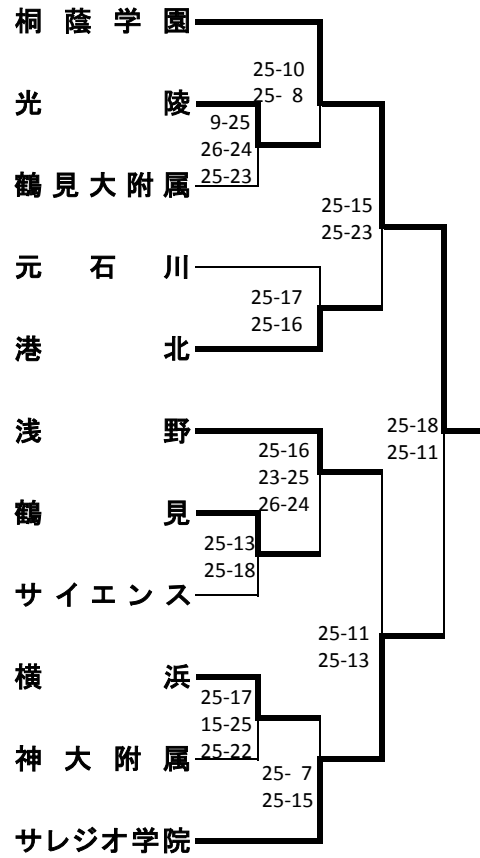 桐蔭学園
25-10
25- 8
光陵
9-25
26-24
25-23
鶴見大附属
25-15
25-23
元石川
25-17
25-16
港北
浅野
25-18
25-11
25-16
23-25
26-24
鶴見
25-13
25-18
サイエンス
25-11
25-13
横浜
25-17
15-25
25-22
神大附属
25- 7
25-15
サレジオ学院